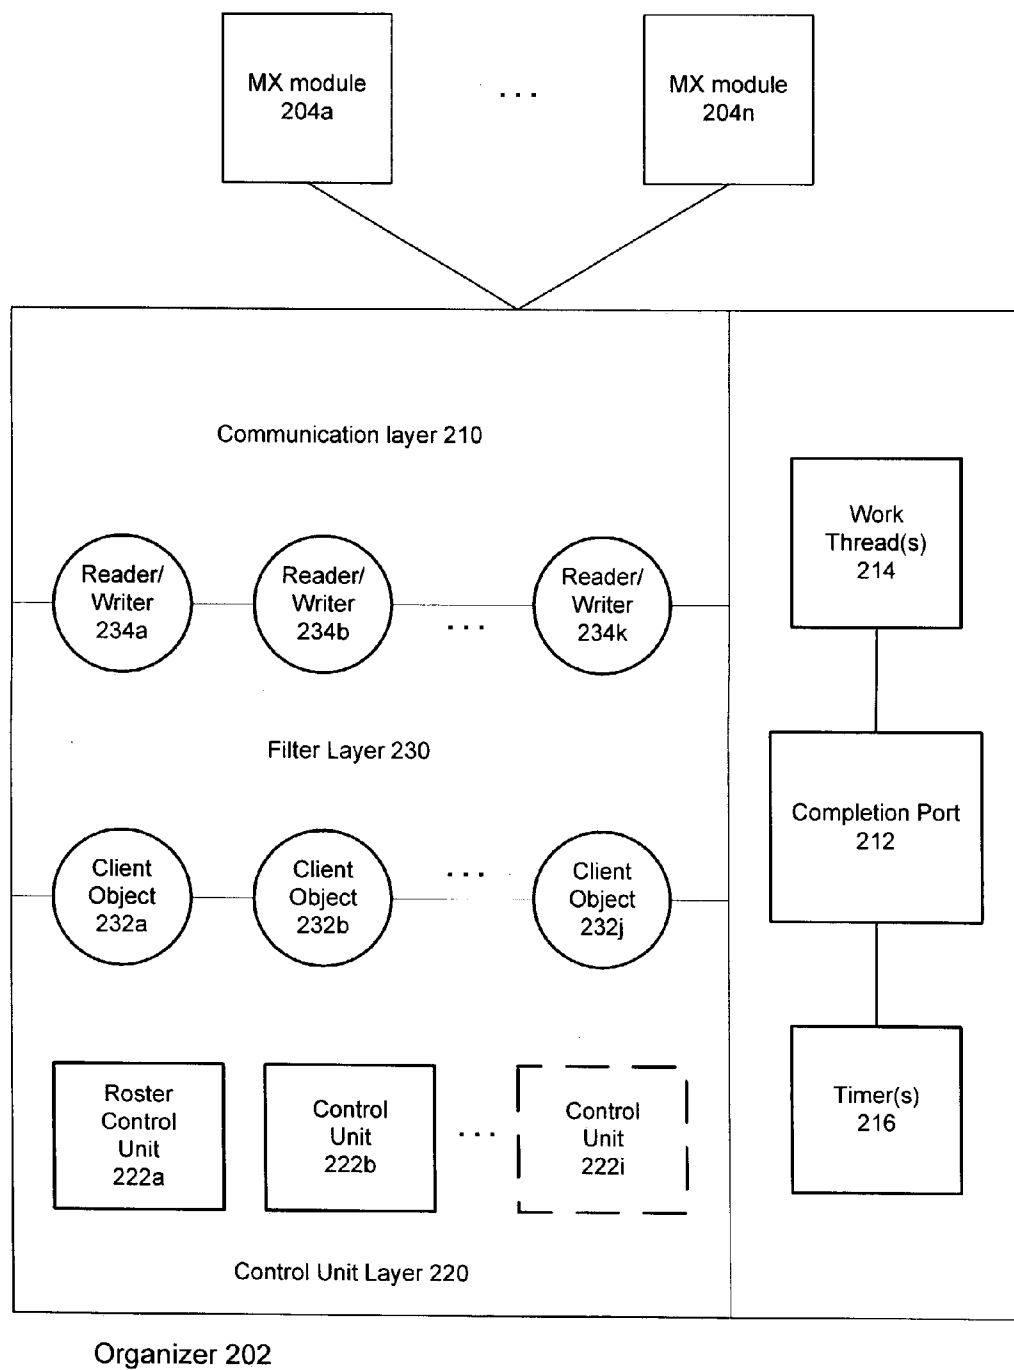 MX module
204a
...
MX module
204n
Communication layer 210
Reader/
Writer
234a
Reader/
Writer
234b
...
Reader/
Writer
234k
Filter Layer 230
Client
Object
232a
Client
Object
232b
...
Client
Object
232j
Roster
Control
Unit
222a
Control
Unit
222b
...
Control
Unit
222i
Control Unit Layer 220
Work
Thread(s)
214
Completion Port
212
Timer(s)
216
Organizer 202